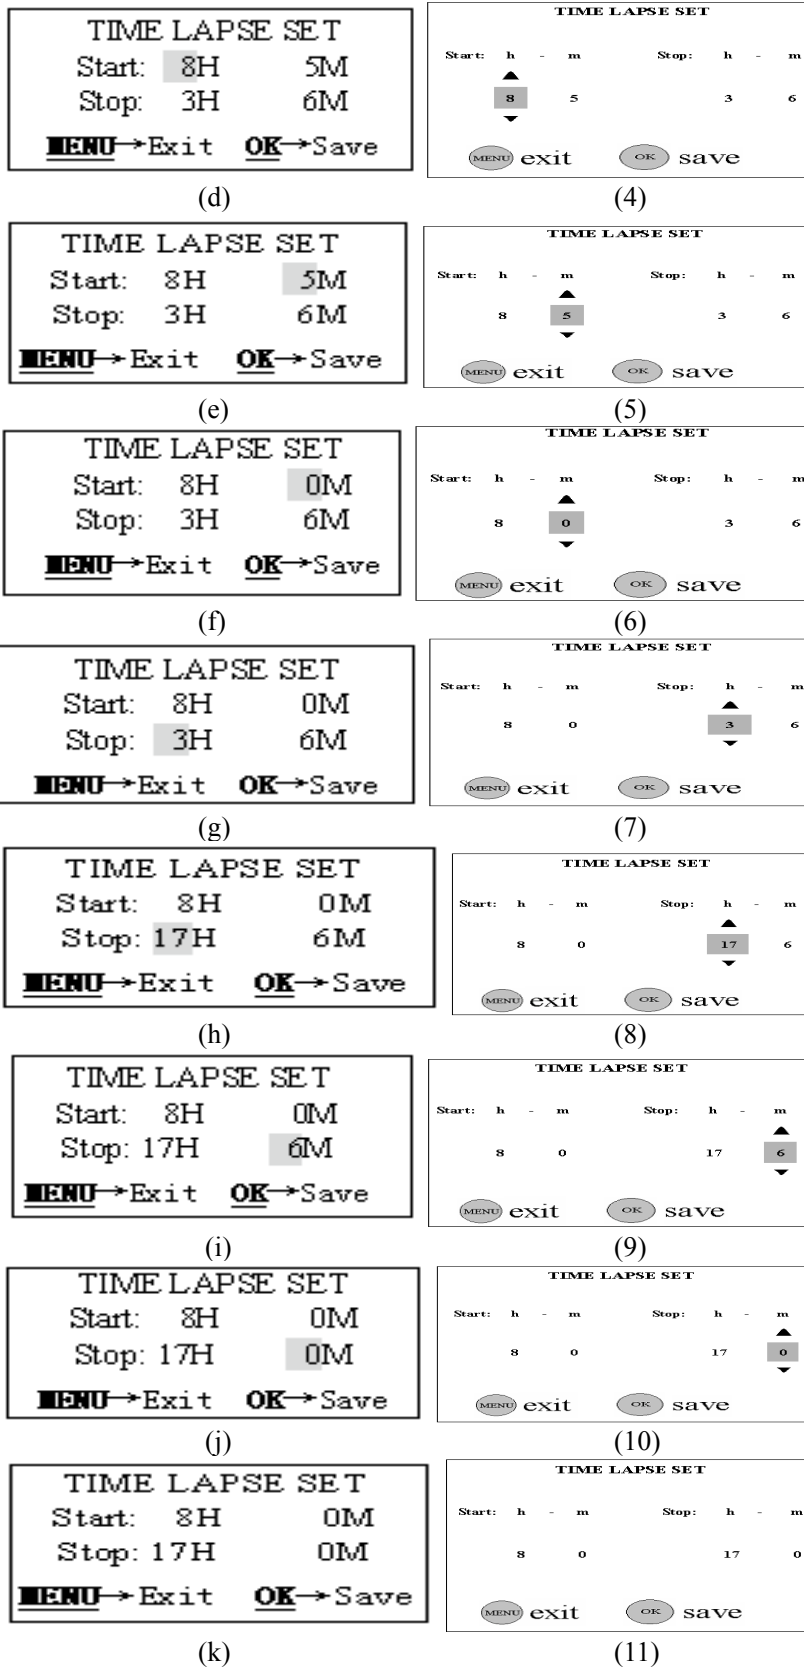 TIME LAPSE SET
Start: 8H 5M
Stop: 3H 6M
MENU→Exit OK→Save
(d)
TIME LAPSE SET
Start: h - m Stop: h - m
8 5 3 6
MENU exit OK save
(4)
TIME LAPSE SET
Start: 8H 5M
Stop: 3H 6M
MENU→Exit OK→Save
(e)
TIME LAPSE SET
Start: h - m Stop: h - m
8 5 3 6
MENU exit OK save
(5)
TIME LAPSE SET
Start: 8H 0M
Stop: 3H 6M
MENU→Exit OK→Save
(f)
TIME LAPSE SET
Start: h - m Stop: h - m
8 0 3 6
MENU exit OK save
(6)
TIME LAPSE SET
Start: 8H 0M
Stop: 3H 6M
MENU→Exit OK→Save
(g)
TIME LAPSE SET
Start: h - m Stop: h - m
8 0 3 6
MENU exit OK save
(7)
TIME LAPSE SET
Start: 8H 0M
Stop: 17H 6M
MENU→Exit OK→Save
(h)
TIME LAPSE SET
Start: h - m Stop: h - m
8 0 17 6
MENU exit OK save
(8)
TIME LAPSE SET
Start: 8H 0M
Stop: 17H 6M
MENU→Exit OK→Save
(i)
TIME LAPSE SET
Start: h - m Stop: h - m
8 0 17 6
MENU exit OK save
(9)
TIME LAPSE SET
Start: 8H 0M
Stop: 17H 0M
MENU→Exit OK→Save
(j)
TIME LAPSE SET
Start: h - m Stop: h - m
8 0 17 0
MENU exit OK save
(10)
TIME LAPSE SET
Start: 8H 0M
Stop: 17H 0M
MENU→Exit OK→Save
(k)
TIME LAPSE SET
Start: h - m Stop: h - m
8 0 17 0
MENU exit OK save
(11)